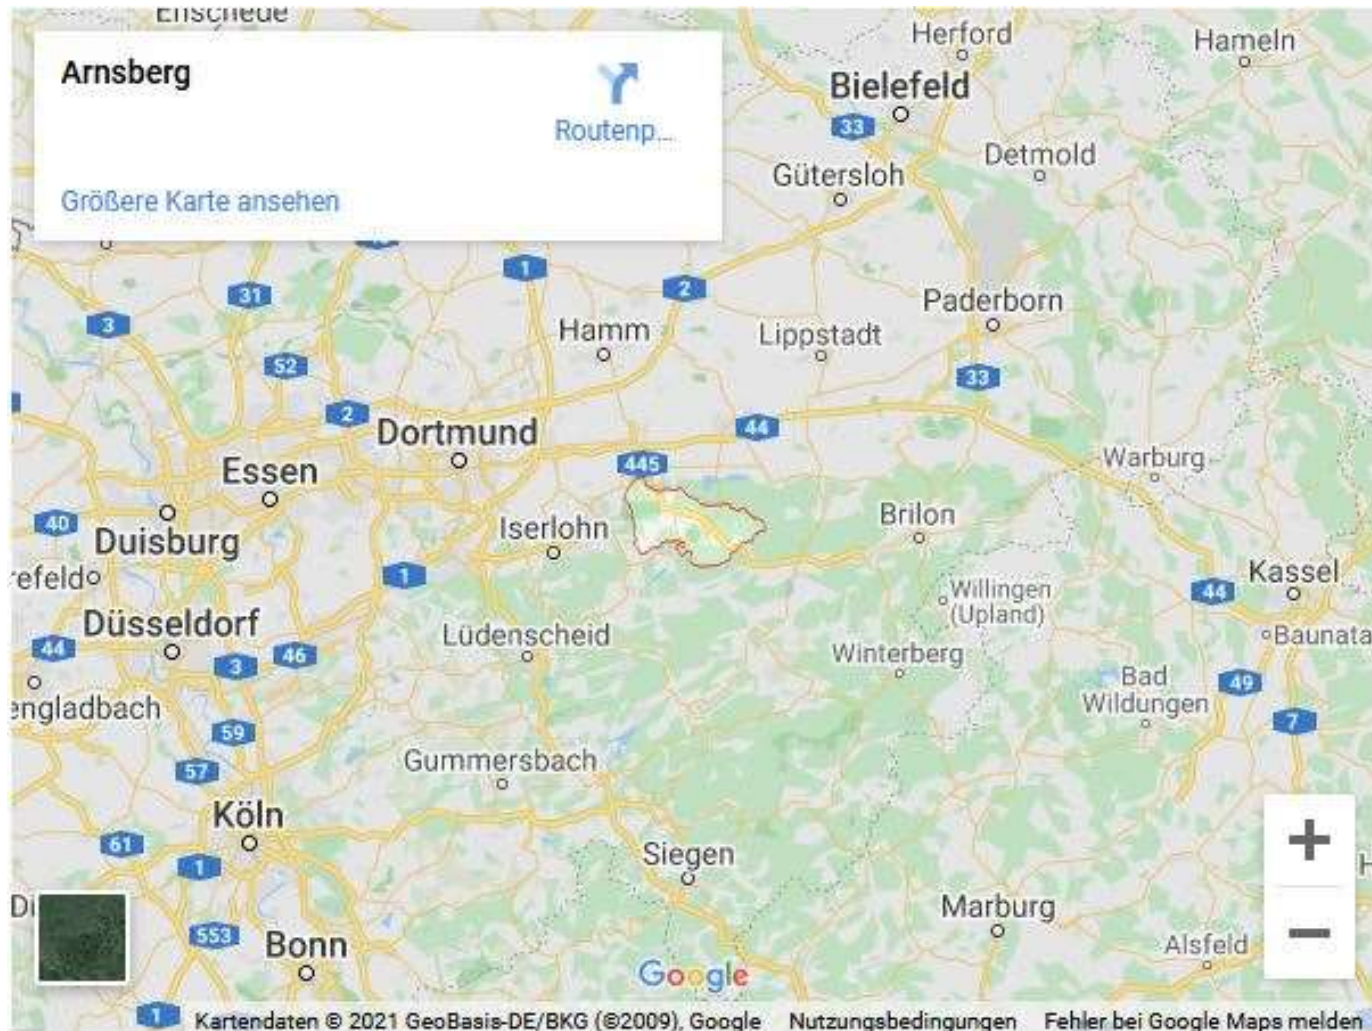 Enschede
Arnsberg
Routenp...
Größere Karte ansehen
Herford
Hameln
Bielefeld
33
Detmold
Gütersloh
1
2
31
3
Paderborn
Hamm
Lippstadt
52
33
2
Dortmund
44
445
Warburg
Essen
40
Duisburg
Iserlohn
Brilon
1
refeld
Kassel
Willingen
(Upland)
44
Düsseldorf
Lüdenscheid
Baunata
44
3
46
Winterberg
Bad
Wildungen
49
engladbach
7
59
57
Gummersbach
Köln
61
1
Siegen
H
Di
Marburg
553
Bonn
Alsfeld
Google
1
Kartendaten © 2021 GeoBasis-DE/BKG (©2009), Google Nutzungsbedingungen Fehler bei Google Maps melden